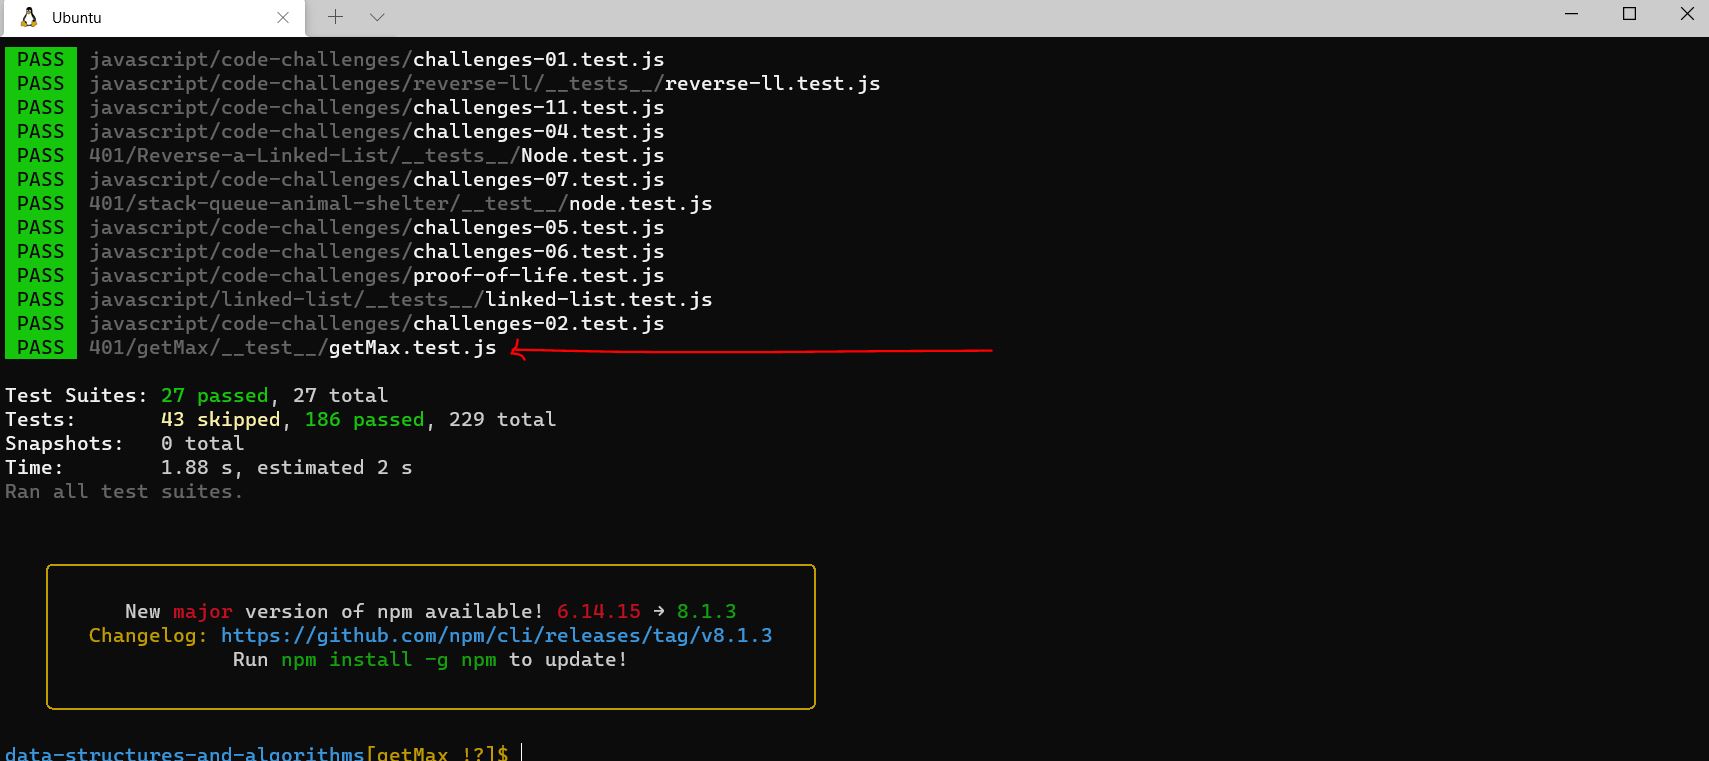 Ubuntu
PASS javascript/code-challenges/challenges-01.test.js
PASS javascript/code-challenges/reverse-ll/__tests__/reverse-ll.test.js
PASS javascript/code-challenges/challenges-11.test.js
PASS javascript/code-challenges/challenges-04.test.js
PASS 401/Reverse-a-Linked-List/__tests__/Node.test.js
PASS javascript/code-challenges/challenges-07.test.js
PASS 401/stack-queue-animal-shelter/__test__/node.test.js
PASS javascript/code-challenges/challenges-05.test.js
PASS javascript/code-challenges/challenges-06.test.js
PASS javascript/code-challenges/proof-of-life.test.js
PASS javascript/linked-list/__tests__/linked-list.test.js
PASS javascript/code-challenges/challenges-02.test.js
PASS 401/getMax/__test__/getMax.test.js
Test Suites: 27 passed, 27 total
Tests: 43 skipped, 186 passed, 229 total
Snapshots: 0 total
Time: 1.88 s, estimated 2 s
Ran all test suites.
New major version of npm available! 6.14.15 → 8.1.3
Changelog: https://github.com/npm/cli/releases/tag/v8.1.3
Run npm install -g npm to update!
data-structures-and-algorithms[getMax !?]$